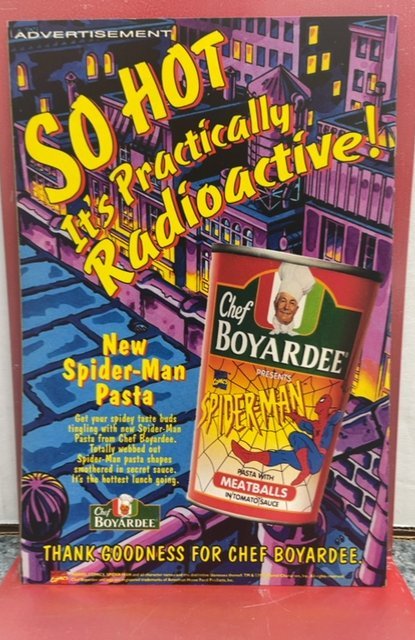 ADVERTISEMENT
SO HOT
It's Practically
Radioactive!
Chef
BOYARDEE
PRESENTS
COMICS
SPIDER-MAN
PASTA WITH
MEATBALLS
IN TOMATO SAUCE
New
Spider-Man
Pasta
Get your spidey taste buds
tingling with new Spider-Man
Pasta from Chef Boyardee.
Totally webbed out
Spider-Man pasta shapes
smothered in secret sauce.
It's the hottest lunch going.
Chef
BOYARDEE
THANK GOODNESS FOR CHEF BOYARDEE.